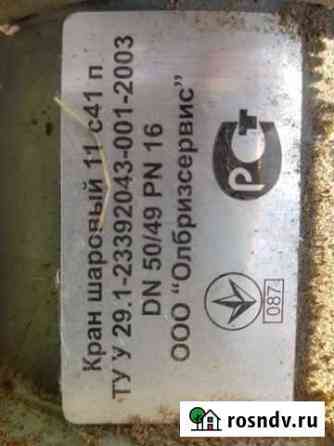 Кран шаровый 11 с41 п
ТУ У 29.1-23392043-001-2003
DN 50/49 PN 16
ООО "Олбризсервис"
РСТ
087
rosndv.ru